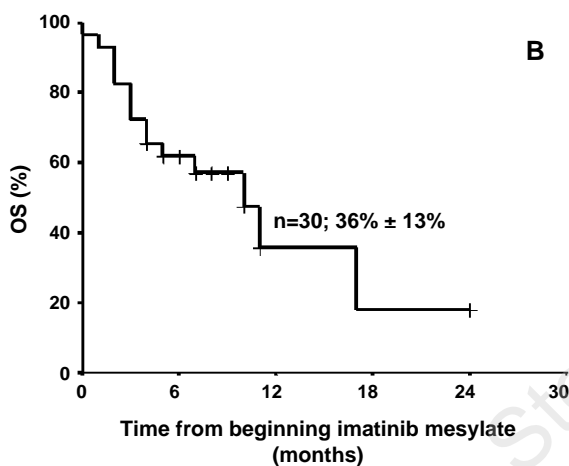 100
B
80
60
OS (%)
n=30; 36% ± 13%
40
20
0
0 6 12 18 24 30
Time from beginning imatinib mesylate
(months)